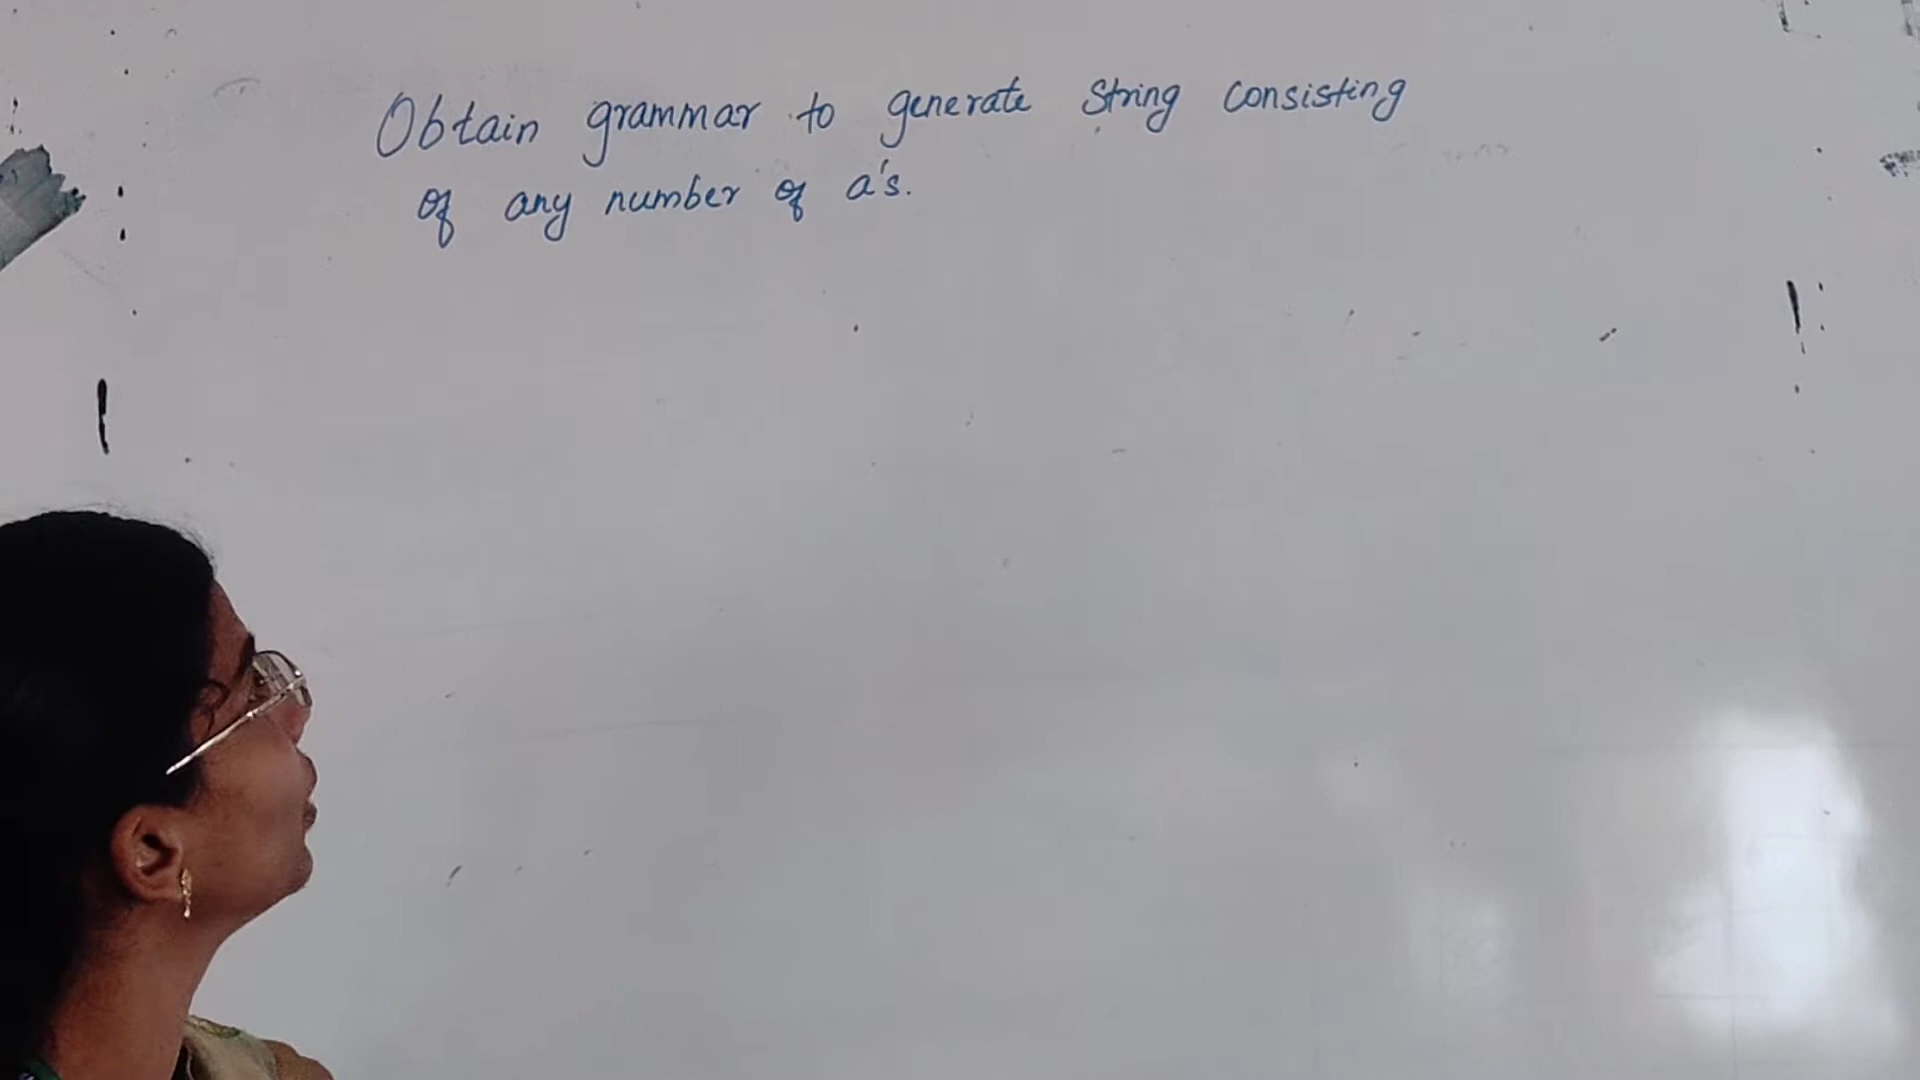 Obtain grammar to generate string consisting
of any number of a's.